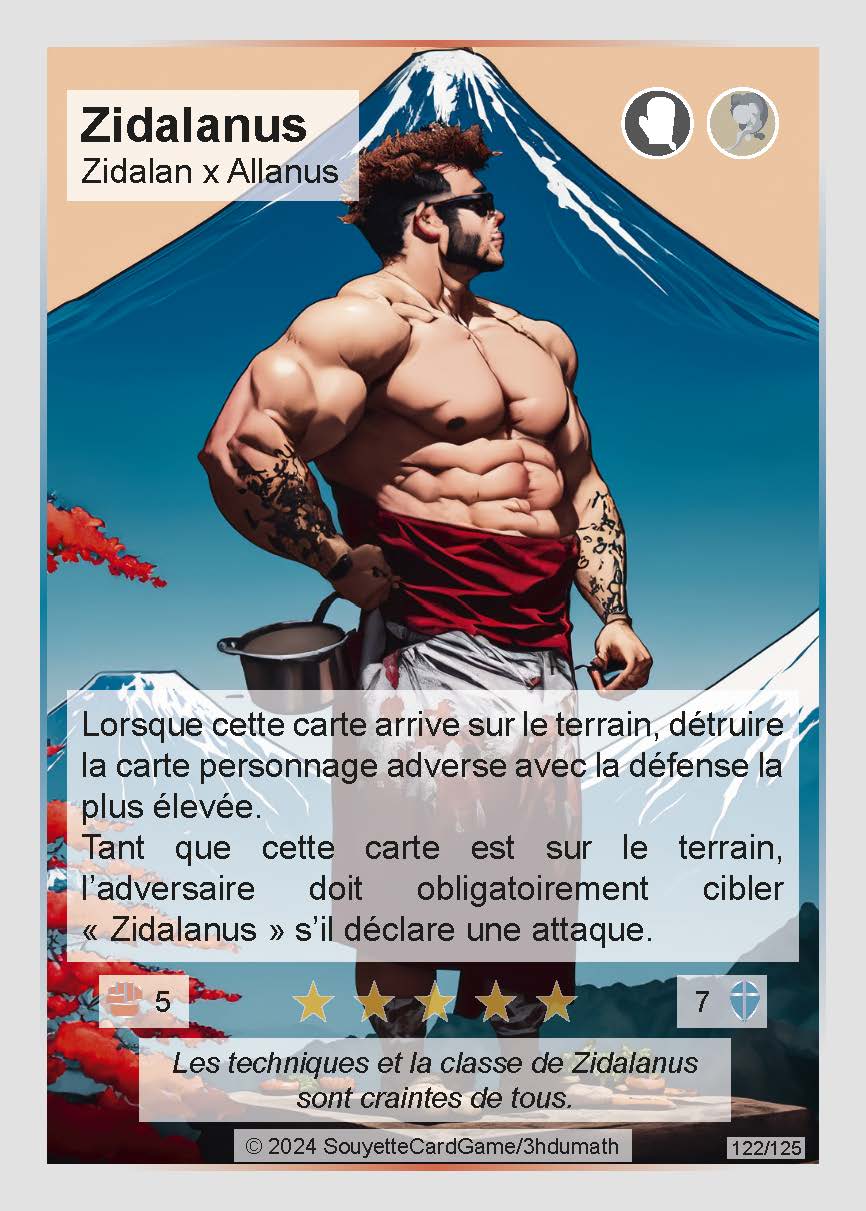 Zidalanus
Zidalan x Allanus
Lorsque cette carte arrive sur le terrain, détruire
la carte personnage adverse avec la défense la
plus élevée.
Tant que cette carte est sur le terrain,
l’adversaire doit obligatoirement cibler
« Zidalanus » s’il déclare une attaque.
5
7
Les techniques et la classe de Zidalanus
sont craintes de tous.
© 2024 SouyetteCardGame/3hdumath
122/125